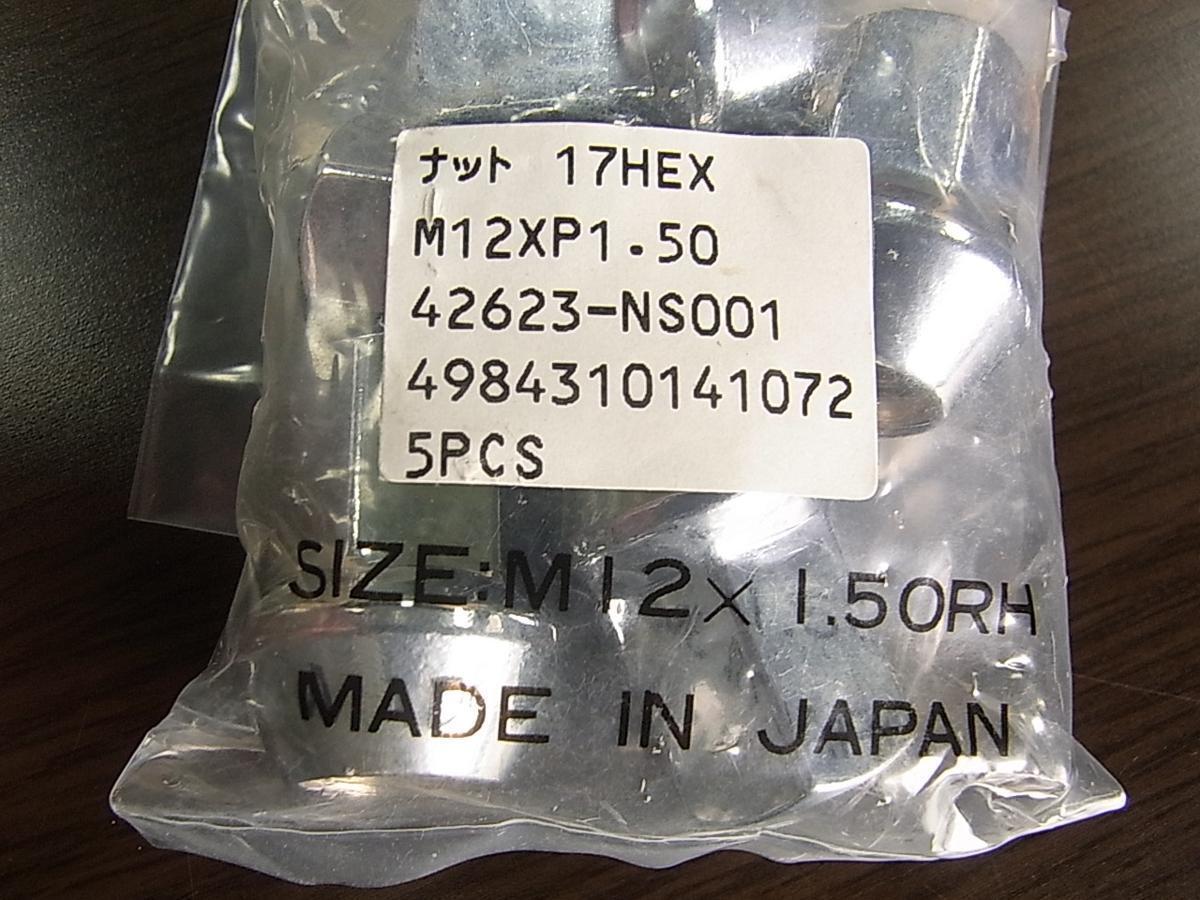 ナット 17HEX
M12XP1.50
42623-NS001
4984310141072
5PCS
SIZE:M12×1.50RH
MADE IN JAPAN